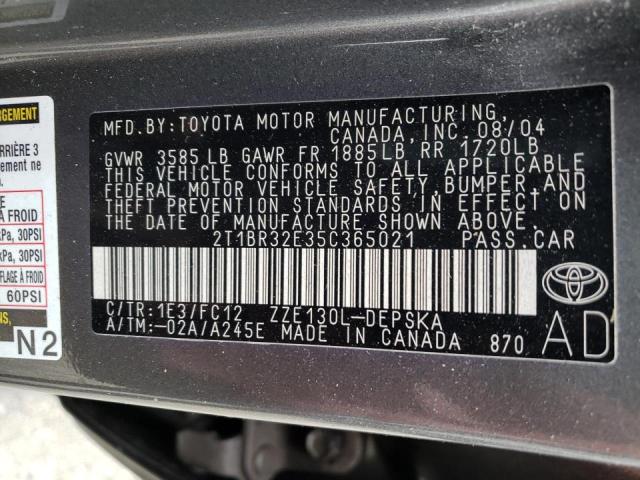 MFD.BY:TOYOTA MOTOR MANUFACTURING,
CANADA, INC. 08/04
GVWR 3585 LB GAWR FR 1885LB RR 1720LB
THIS VEHICLE CONFORMS TO ALL APPLICABLE
FEDERAL MOTOR VEHICLE SAFETY, BUMPER, AND
THEFT PREVENTION STANDARDS IN EFFECT ON
THE DATE OF MANUFACTURE SHOWN ABOVE.
2T1BR32E35C365021 PASS.CAR
C/TR:1E3/FC12 ZZE130L-DEPSKA
A/TM:-02A/A245E MADE IN CANADA 870
AD
ARRIÈRE 3
ement ne
À FROID
kPa, 30PSI
kPa, 30PSI
FLAGE À FROID
60PSI
N2